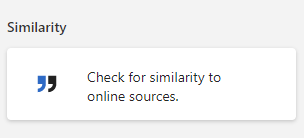 Similarity
Check for similarity to
online sources.